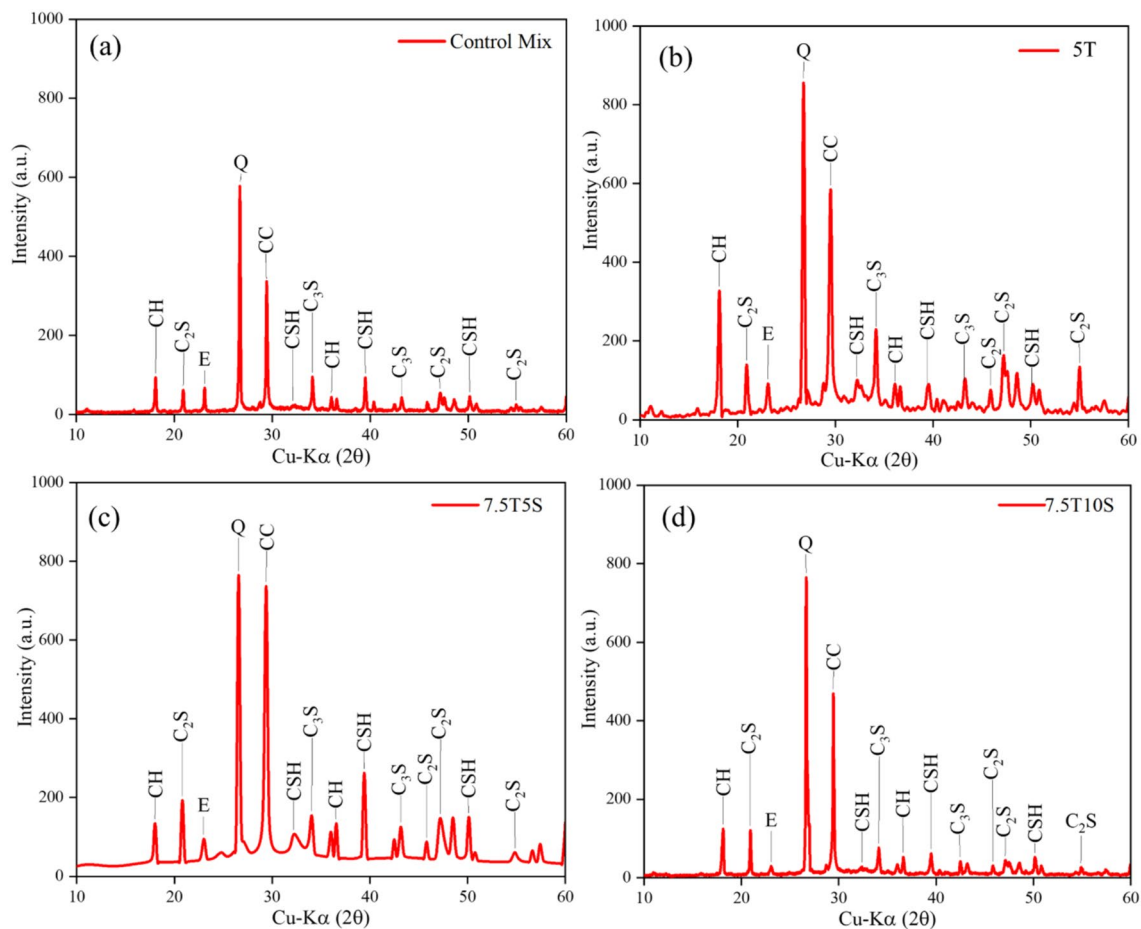 (a)
Control Mix
1000
800
600
400
200
0
Intensity (a.u.)
CH
C₂S
E
Q
CC
CSH
C₃S
CH
CSH
C₃S
C₂S
CSH
C₂S
10 20 30 40 50 60
Cu-Kα (2θ)
(b)
5T
1000
800
600
400
200
0
Intensity (a.u.)
CH
C₂S
E
Q
CC
CSH
C₃S
CH
CSH
C₃S
C₂S
C₂S
CSH
C₂S
10 20 30 40 50 60
Cu-Kα (2θ)
(c)
7.5T5S
1000
800
600
400
200
0
Intensity (a.u.)
CH
C₂S
E
Q
CC
CSH
C₃S
CH
CSH
C₃S
C₂S
C₂S
CSH
C₂S
10 20 30 40 50 60
Cu-Kα (2θ)
(d)
7.5T10S
1000
800
600
400
200
0
Intensity (a.u.)
CH
C₂S
E
Q
CC
CSH
C₃S
CH
CSH
C₃S
C₂S
C₂S
CSH
C₂S
10 20 30 40 50 60
Cu-Kα (2θ)